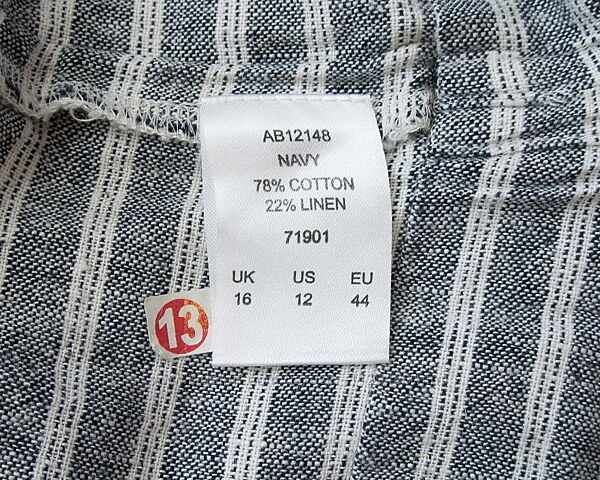 AB12148
NAVY
78% COTTON
22% LINEN
71901
UK US EU
16 12 44
13